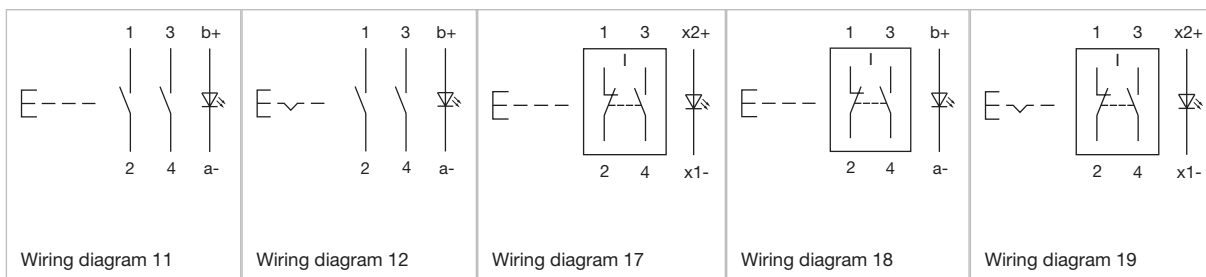 1 3 b+
2 4 a-
Wiring diagram 11
1 3 b+
2 4 a-
Wiring diagram 12
1 3 x2+
I
2 4 x1-
Wiring diagram 17
1 3 b+
I
2 4 a-
Wiring diagram 18
1 3 x2+
I
2 4 x1-
Wiring diagram 19